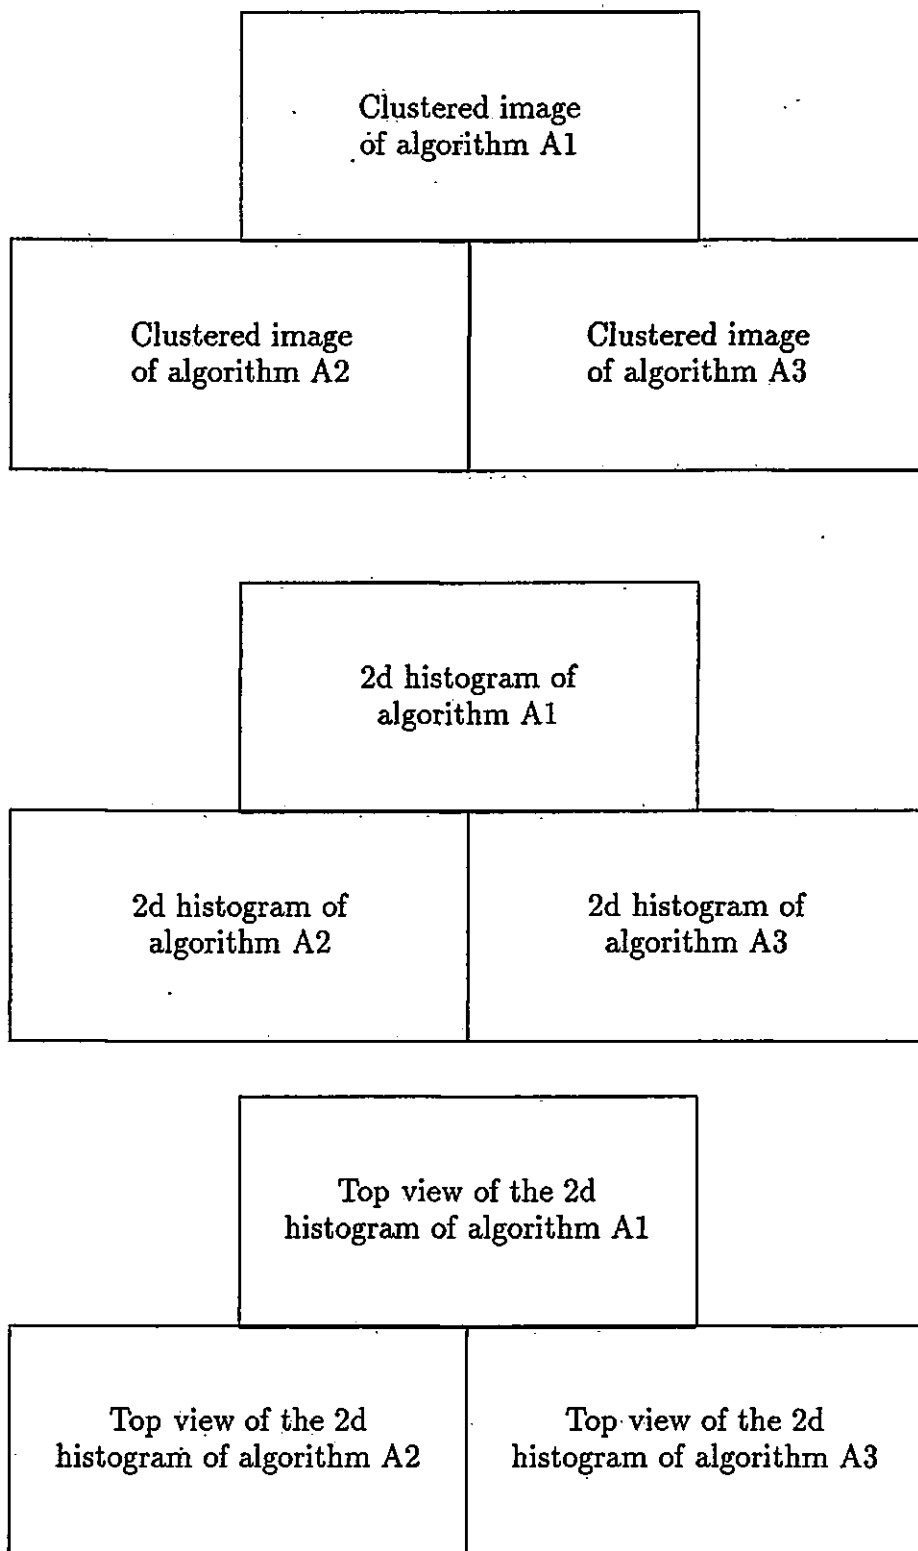 Clustered image
of algorithm A1
Clustered image
of algorithm A2
Clustered image
of algorithm A3
2d histogram of
algorithm A1
2d histogram of
algorithm A2
2d histogram of
algorithm A3
Top view of the 2d
histogram of algorithm A1
Top view of the 2d
histogram of algorithm A2
Top view of the 2d
histogram of algorithm A3